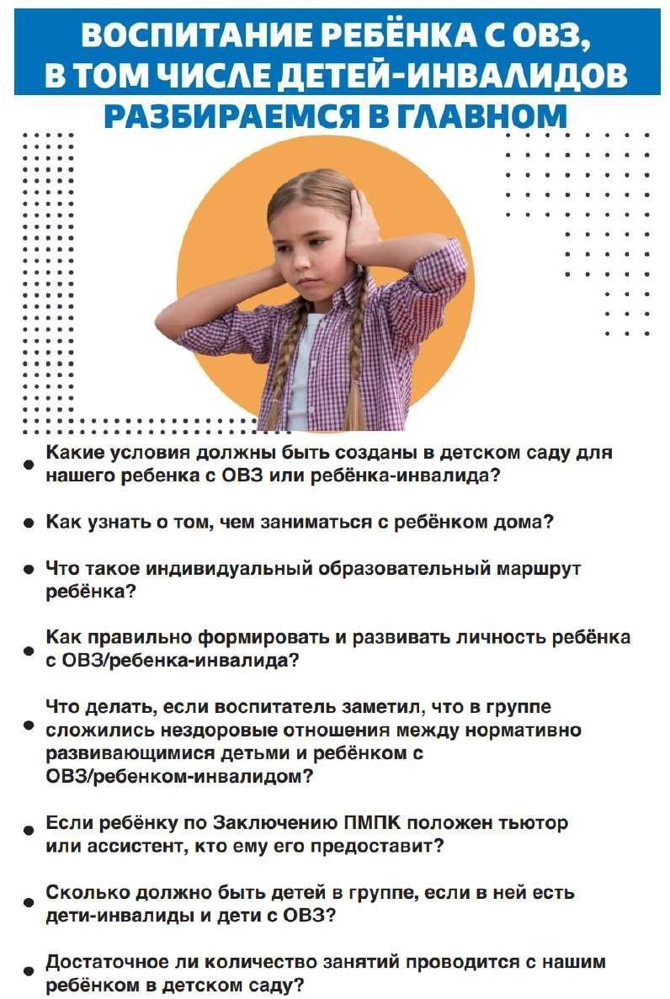 ВОСПИТАНИЕ РЕБЁНКА С ОВЗ,
В ТОМ ЧИСЛЕ ДЕТЕЙ-ИНВАЛИДОВ
РАЗБИРАЕМСЯ В ГЛАВНОМ
• Какие условия должны быть созданы в детском саду для
нашего ребенка с ОВЗ или ребёнка-инвалида?
• Как узнать о том, чем заниматься с ребёнком дома?
• Что такое индивидуальный образовательный маршрут
ребёнка?
• Как правильно формировать и развивать личность ребёнка
с ОВЗ/ребенка-инвалида?
• Что делать, если воспитатель заметил, что в группе
сложились нездоровые отношения между нормативно
развивающимися детьми и ребёнком с
ОВЗ/ребенком-инвалидом?
• Если ребёнку по Заключению ПМПК положен тьютор
или ассистент, кто ему его предоставит?
• Сколько должно быть детей в группе, если в ней есть
дети-инвалиды и дети с ОВЗ?
• Достаточное ли количество занятий проводится с нашим
ребёнком в детском саду?